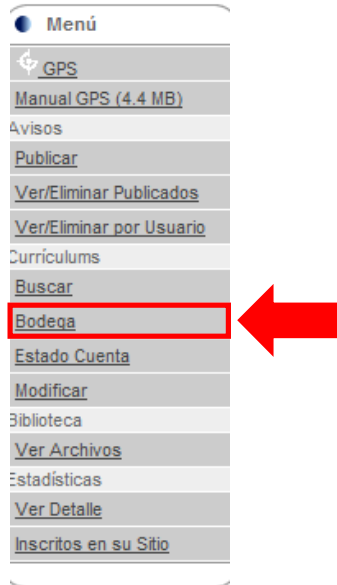 Menú
GPS
Manual GPS (4.4 MB)
Avisos
Publicar
Ver/Eliminar Publicados
Ver/Eliminar por Usuario
Currículums
Buscar
Bodega
Estado Cuenta
Modificar
Biblioteca
Ver Archivos
Estadísticas
Ver Detalle
Inscritos en su Sitio